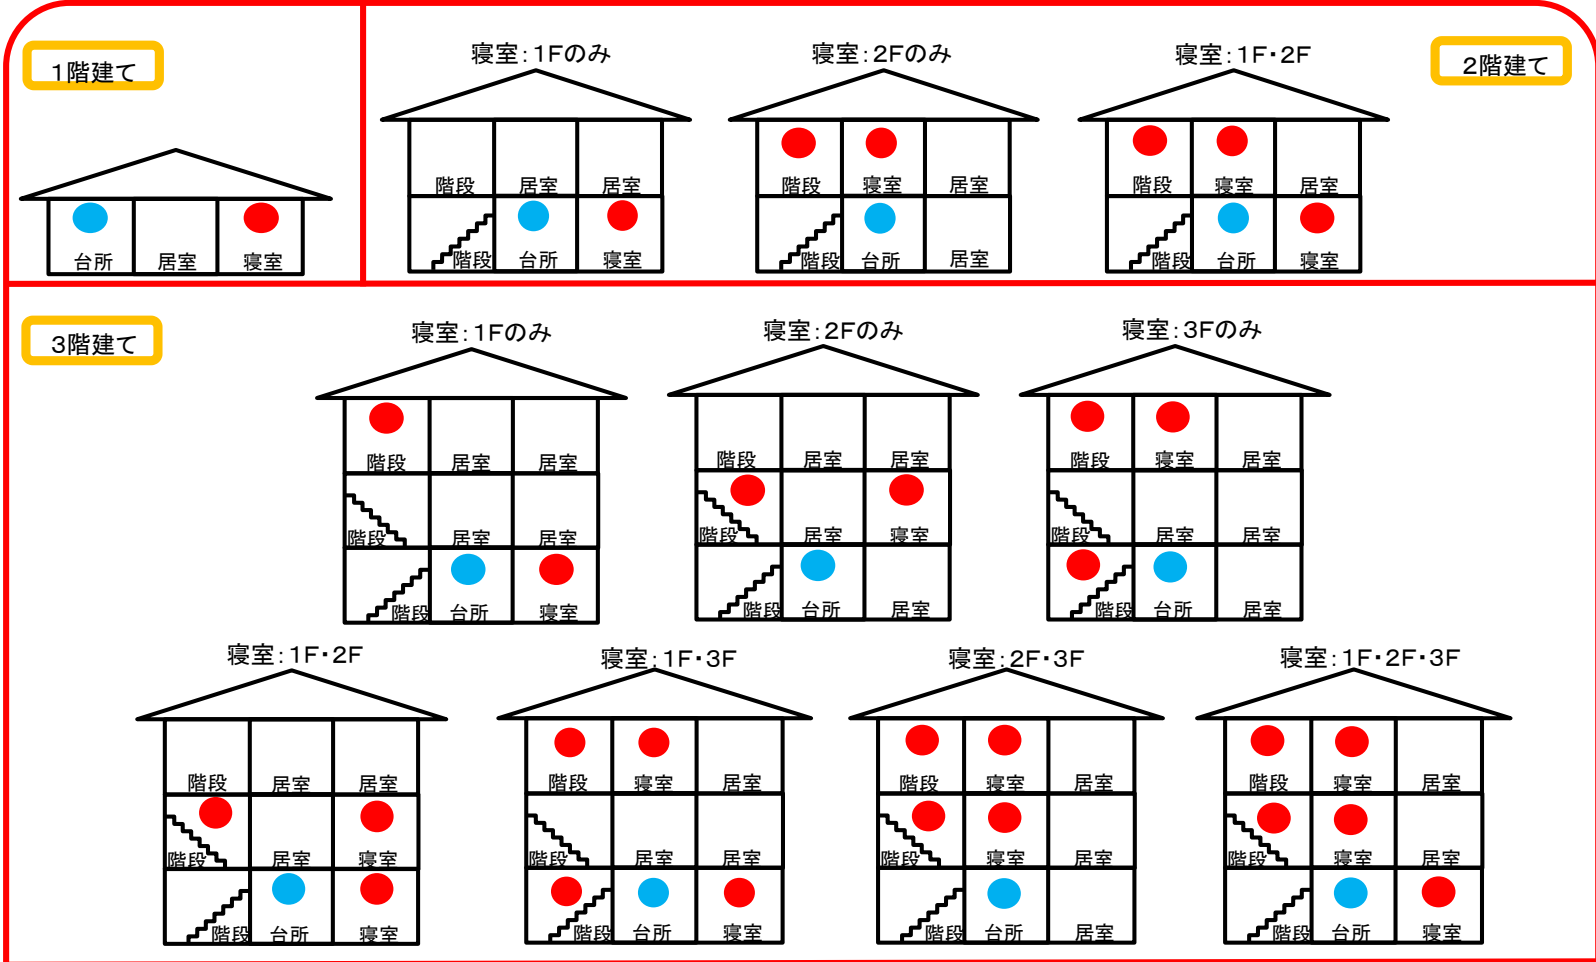 1階建て
台所 居室 寝室
寝室:1Fのみ
階段 居室 居室
階段 台所 寝室
寝室:2Fのみ
階段 寝室 居室
階段 台所 居室
寝室:1F・2F
階段 寝室 居室
階段 台所 寝室
2階建て
3階建て
寝室:1Fのみ
階段 居室 居室
階段 居室 居室
階段 台所 寝室
寝室:2Fのみ
階段 居室 居室
階段 居室 寝室
階段 台所 居室
寝室:3Fのみ
階段 寝室 居室
階段 居室 居室
階段 台所 居室
寝室:1F・2F
階段 居室 居室
階段 居室 寝室
階段 台所 寝室
寝室:1F・3F
階段 寝室 居室
階段 居室 居室
階段 台所 寝室
寝室:2F・3F
階段 寝室 居室
階段 寝室 居室
階段 台所 居室
寝室:1F・2F・3F
階段 寝室 居室
階段 寝室 居室
階段 台所 寝室